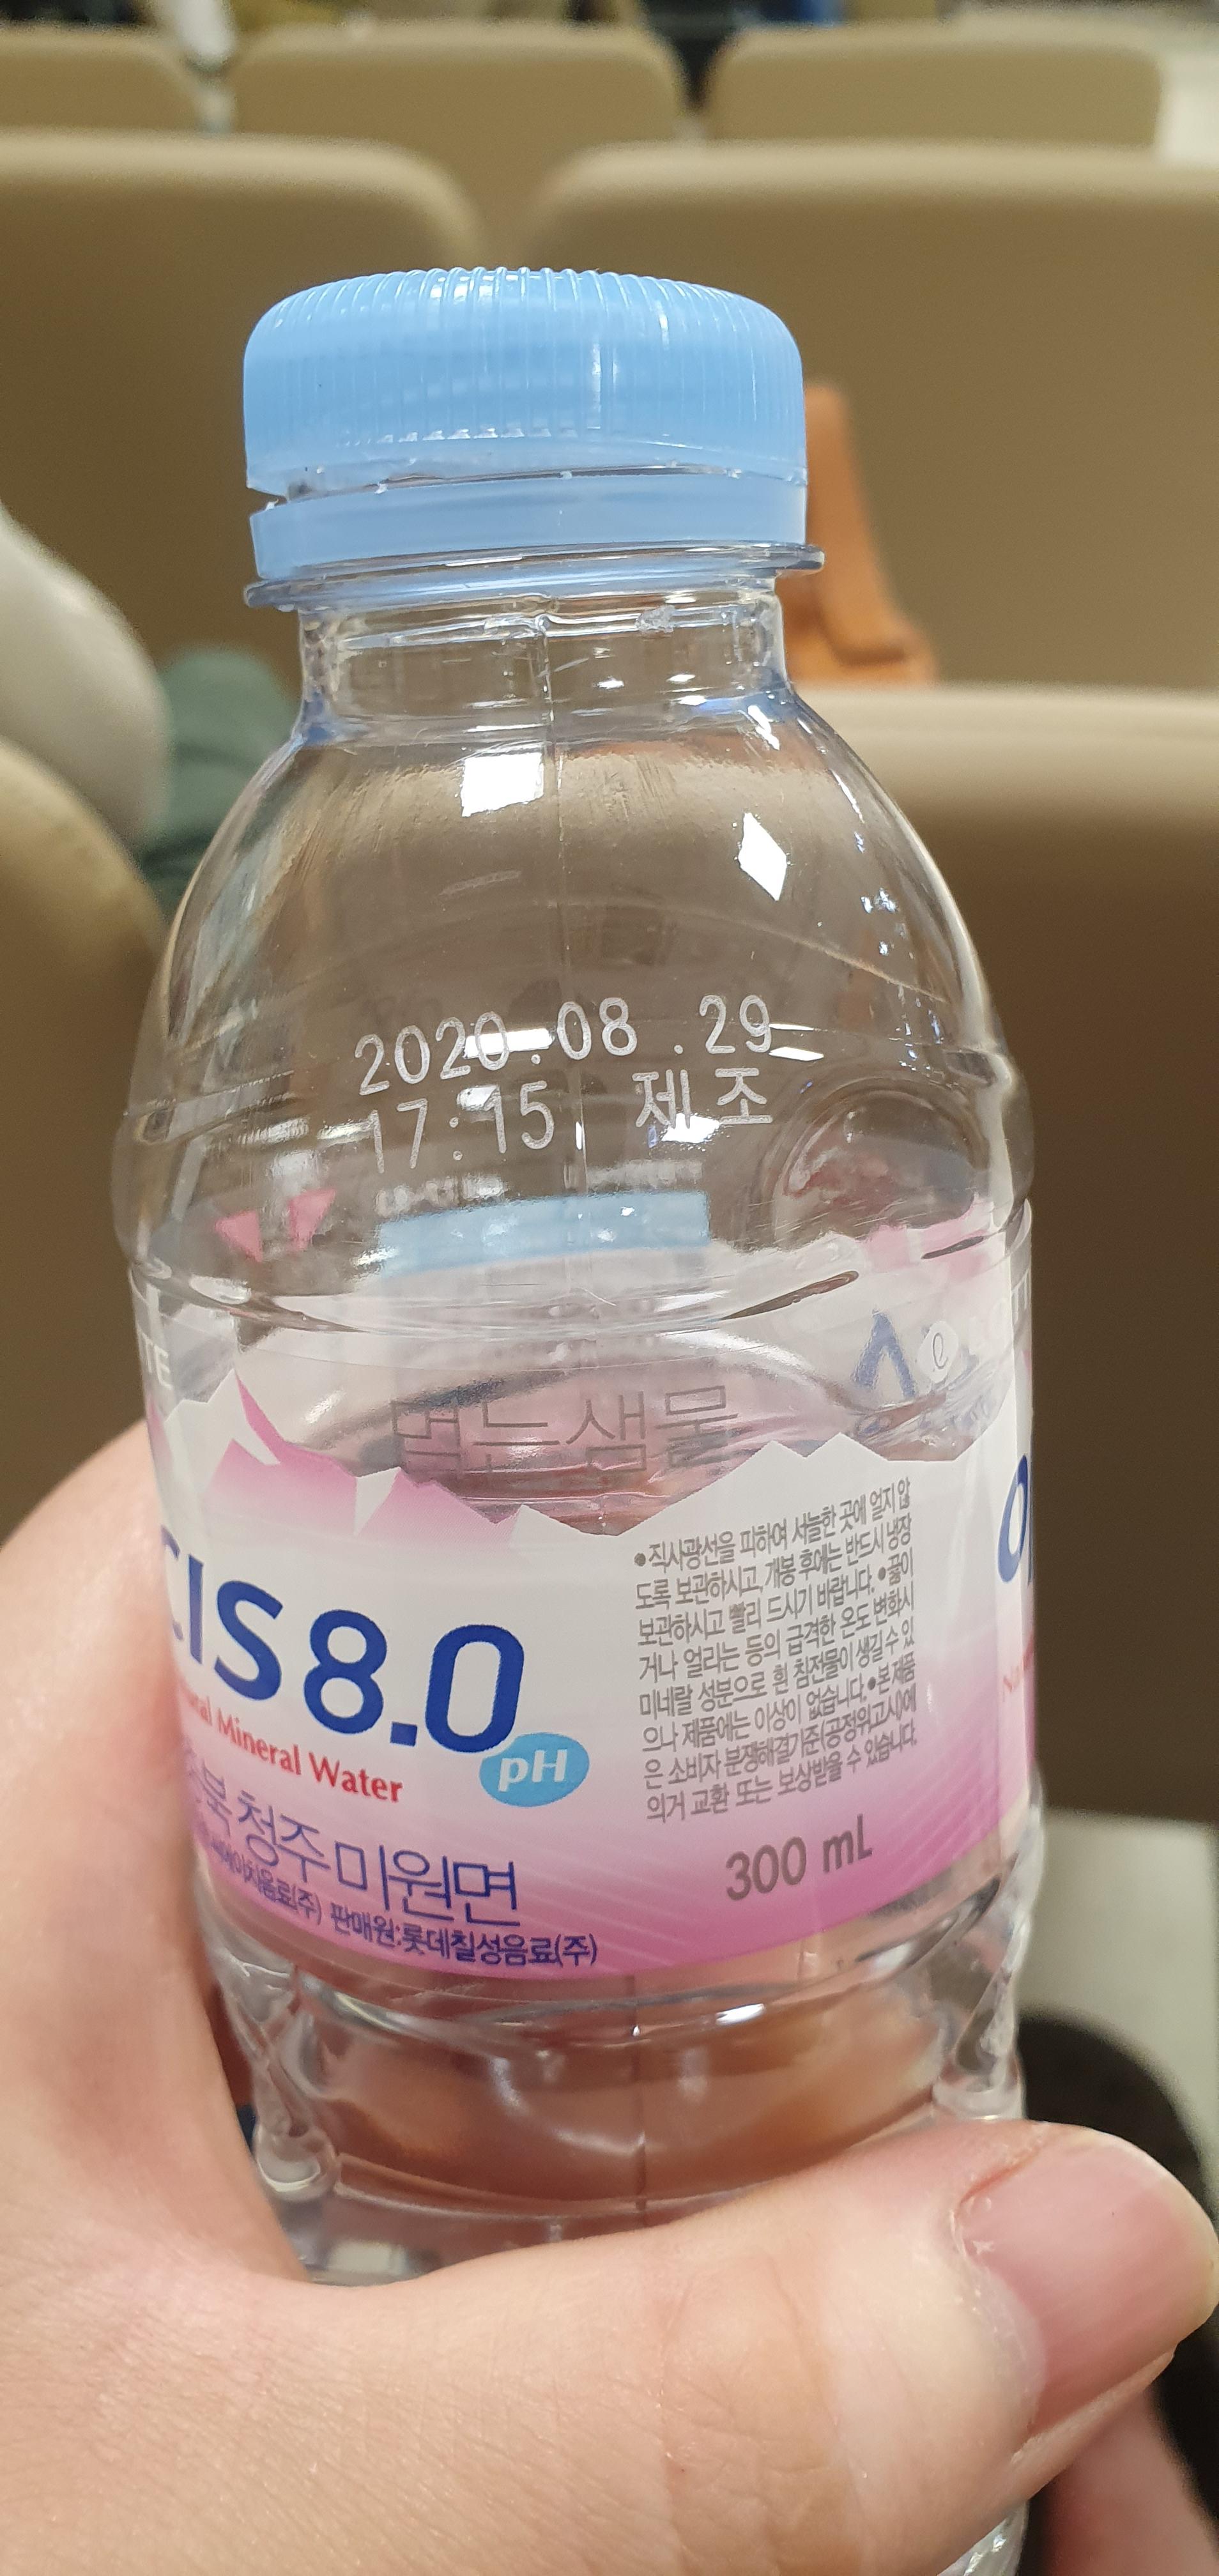 2020.08.29
17:15 제조
먹는샘물
CIS 8.0
pH
Mineral Water
청주 미원면
판매원:롯데칠성음료(주)
•직사광선을 피하여 서늘한 곳에 얼지 않
도록 보관하시고, 개봉 후에는 반드시 냉장
보관하시고 빨리 드시기 바랍니다. •끓이
거나 얼리는 등의 급격한 온도 변화시
미네랄 성분으로 흰 침전물이 생길 수 있
으나 제품에는 이상이 없습니다. •본 제품
은 소비자 분쟁해결기준(공정위고시)에
의거 교환 또는 보상받을 수 있습니다.
300 mL